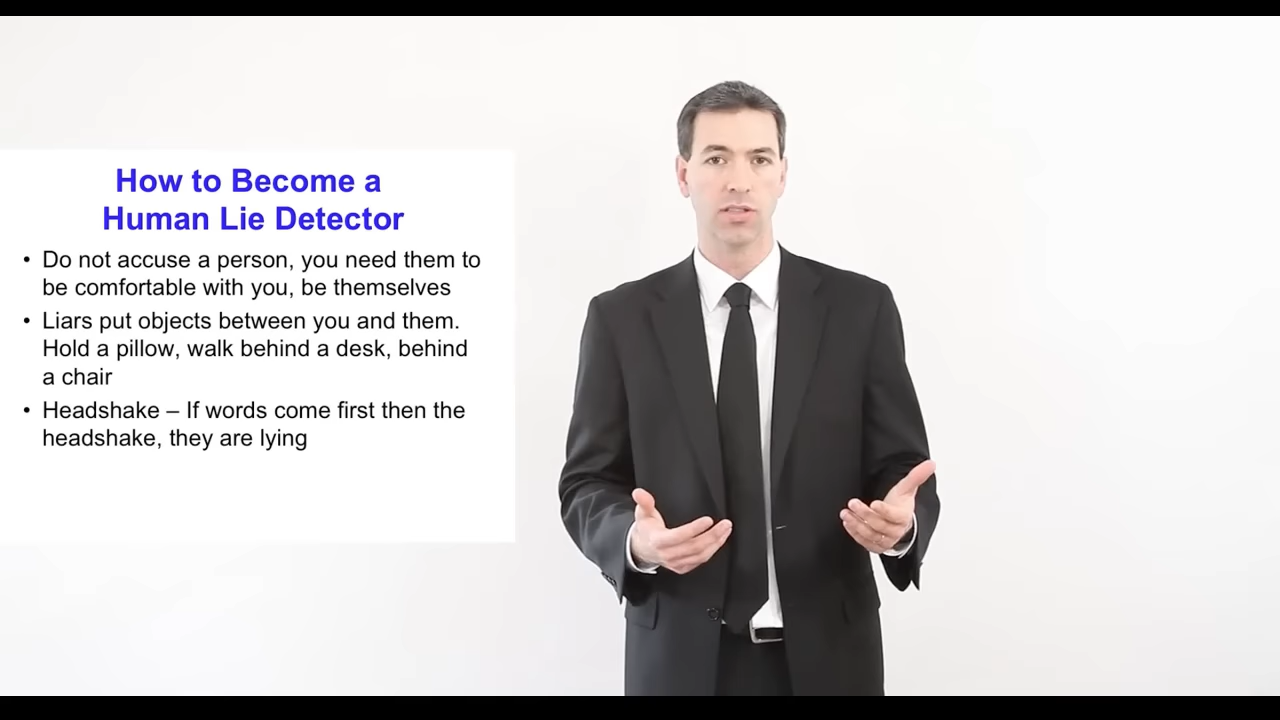 How to Become a
Human Lie Detector
• Do not accuse a person, you need them to
be comfortable with you, be themselves
• Liars put objects between you and them.
Hold a pillow, walk behind a desk, behind
a chair
• Headshake – If words come first then the
headshake, they are lying